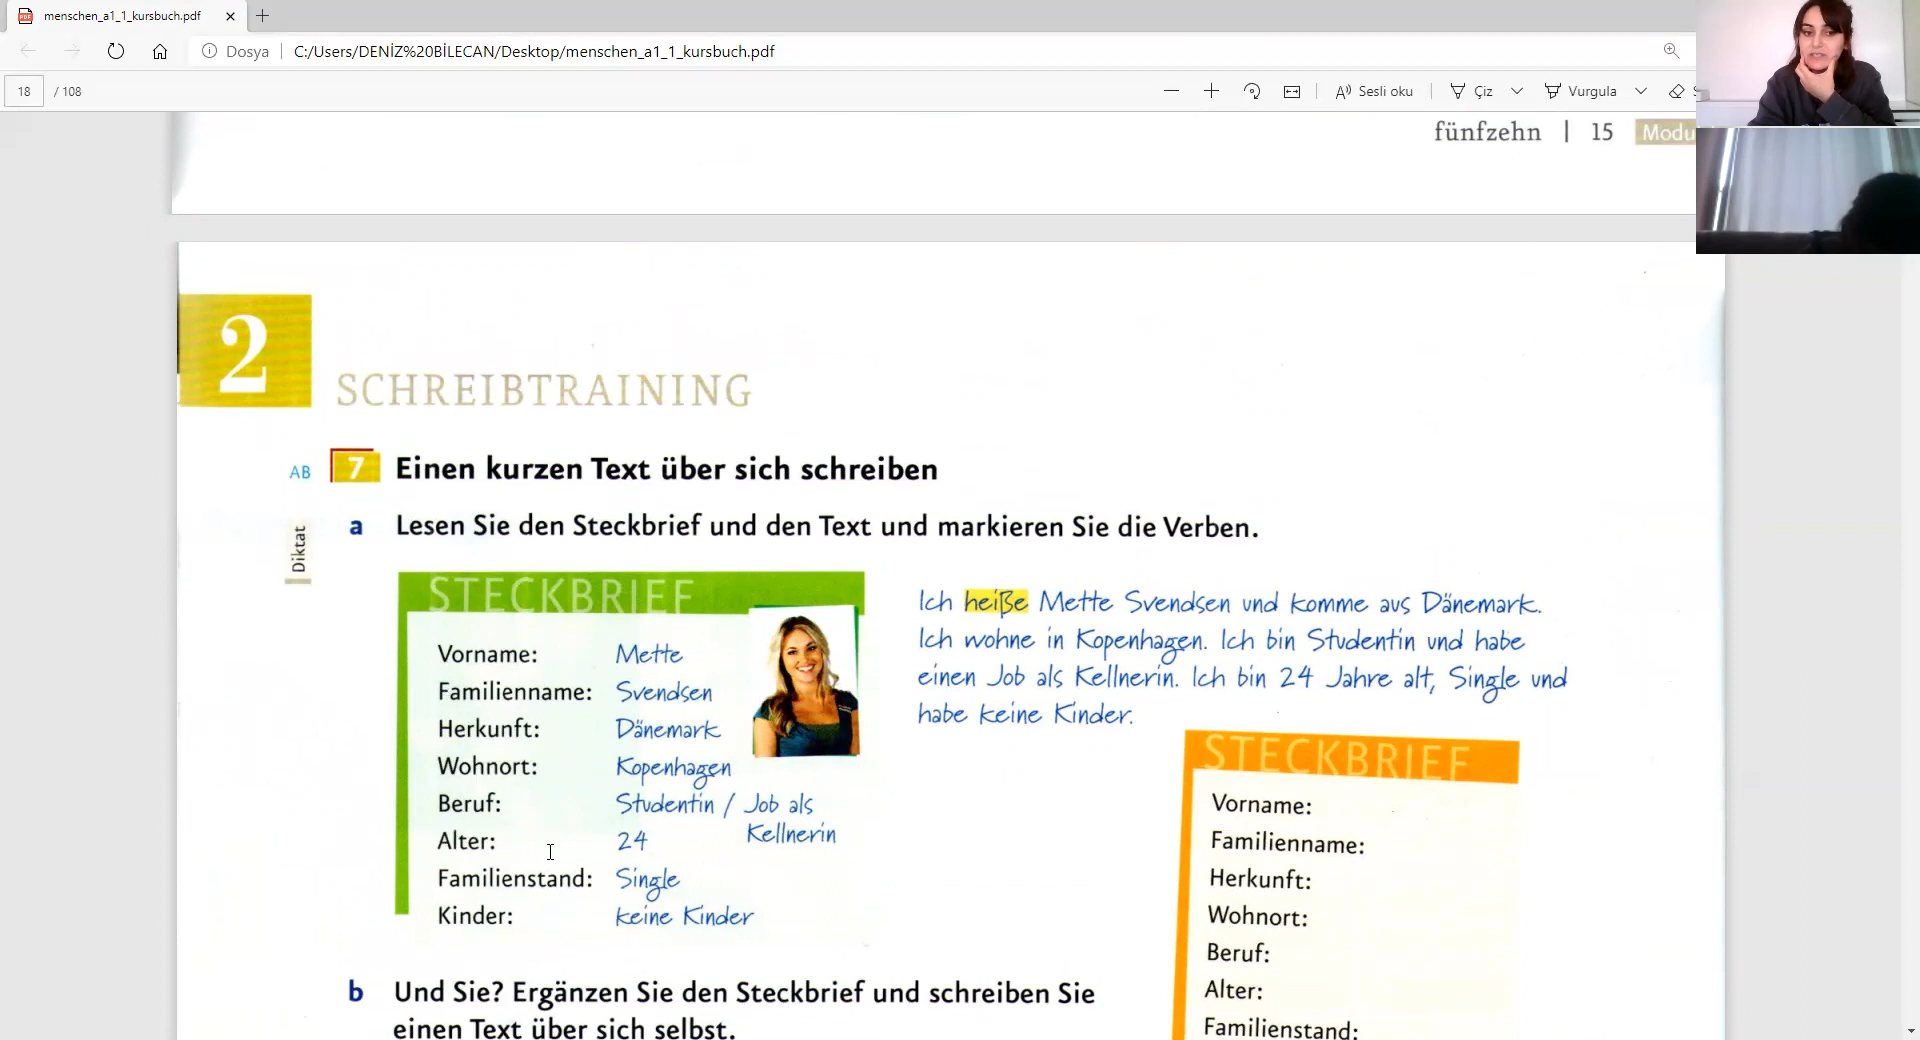 menschen_a1_1_kursbuch.pdf
Dosya | C:/Users/DENİZ%20BİLECAN/Desktop/menschen_a1_1_kursbuch.pdf
18 / 108
Sesli oku
Çiz
Vurgula
fünfzehn | 15 Modu
2
SCHREIBTRAINING
AB 7 Einen kurzen Text über sich schreiben
Diktat
a Lesen Sie den Steckbrief und den Text und markieren Sie die Verben.
STECKBRIEF
Vorname: Mette
Familienname: Svendsen
Herkunft: Dänemark
Wohnort: Kopenhagen
Beruf: Studentin / Job als
Kellnerin
Alter: 24
Familienstand: Single
Kinder: keine Kinder
Ich heiße Mette Svendsen und komme aus Dänemark.
Ich wohne in Kopenhagen. Ich bin Studentin und habe
einen Job als Kellnerin. Ich bin 24 Jahre alt, Single und
habe keine Kinder.
STECKBRIEF
Vorname:
Familienname:
Herkunft:
Wohnort:
Beruf:
Alter:
Familienstand:
b Und Sie? Ergänzen Sie den Steckbrief und schreiben Sie
einen Text über sich selbst.